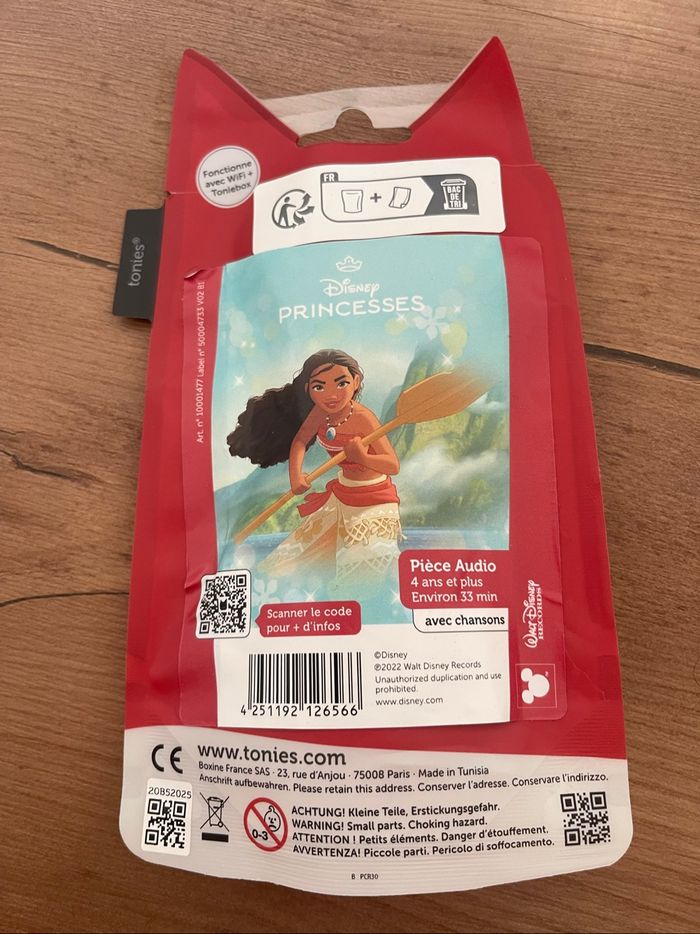 Fonctionne
avec WiFi +
Toniebox
FR
+
BAC
DE
TRI
tonies®
Art. n° 10001477 Label n° 50004733 V02 B1
Disney
PRINCESSES
Pièce Audio
4 ans et plus
Environ 33 min
avec chansons
Scanner le code
pour + d'infos
WALT DISNEY
RECORDS
4 251192 126566
©Disney
℗2022 Walt Disney Records
Unauthorized duplication and use
prohibited.
www.disney.com
CE
www.tonies.com
Boxine France SAS · 23, rue d'Anjou · 75008 Paris · Made in Tunisia
Anschrift aufbewahren. Please retain this address. Conserver l'adresse. Conservare l'indirizzo.
20B52025
0-3
ACHTUNG! Kleine Teile, Erstickungsgefahr.
WARNING! Small parts. Choking hazard.
ATTENTION ! Petits éléments. Danger d'étouffement.
AVVERTENZA! Piccole parti. Pericolo di soffocamento.
B PCR30